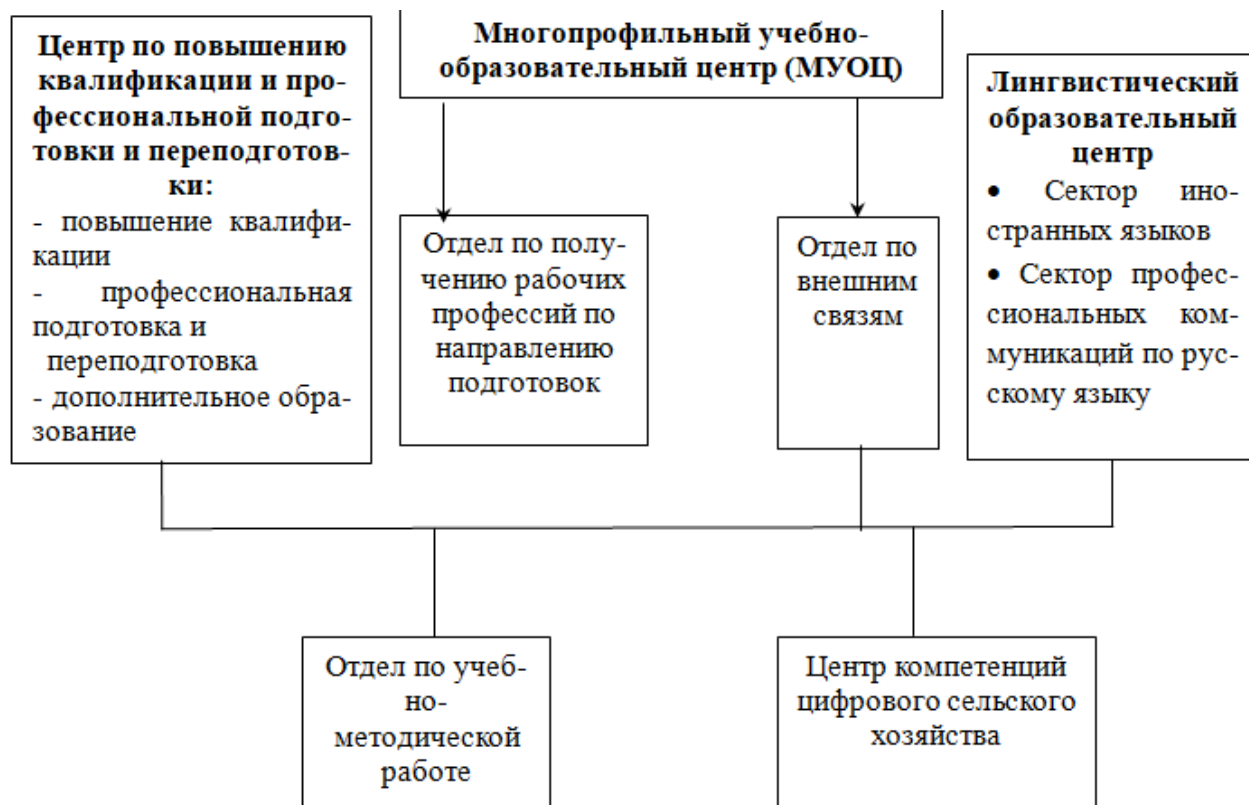 Центр по повышению
квалификации и про-
фессиональной подго-
товки и переподготов-
ки:
- повышение квалифи-
кации
- профессиональная
подготовка и
переподготовка
- дополнительное обра-
зование
Многопрофильный учебно-
образовательный центр (МУОЦ)
Отдел по полу-
чению рабочих
профессий по
направлению
подготовок
Отдел по
внешним
связям
Лингвистический
образовательный
центр
• Сектор ино-
странных языков
• Сектор профес-
сиональных ком-
муникаций по рус-
скому языку
Отдел по учеб-
но-
методической
работе
Центр компетенций
цифрового сельского
хозяйства